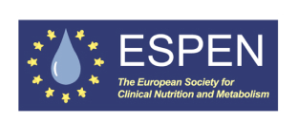 ESPEN
The European Society for
Clinical Nutrition and Metabolism